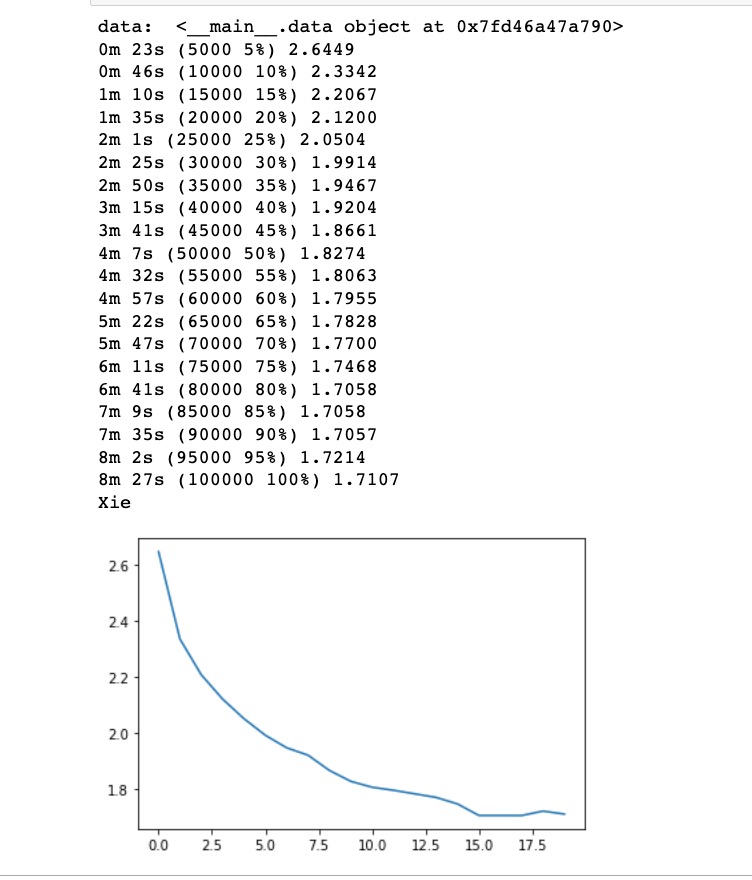 data:  <__main__.data object at 0x7fd46a47a790>
0m 23s (5000 5%) 2.6449
0m 46s (10000 10%) 2.3342
1m 10s (15000 15%) 2.2067
1m 35s (20000 20%) 2.1200
2m 1s (25000 25%) 2.0504
2m 25s (30000 30%) 1.9914
2m 50s (35000 35%) 1.9467
3m 15s (40000 40%) 1.9204
3m 41s (45000 45%) 1.8661
4m 7s (50000 50%) 1.8274
4m 32s (55000 55%) 1.8063
4m 57s (60000 60%) 1.7955
5m 22s (65000 65%) 1.7828
5m 47s (70000 70%) 1.7700
6m 11s (75000 75%) 1.7468
6m 41s (80000 80%) 1.7058
7m 9s (85000 85%) 1.7058
7m 35s (90000 90%) 1.7057
8m 2s (95000 95%) 1.7214
8m 27s (100000 100%) 1.7107
Xie
2.6
2.4
2.2
2.0
1.8
0.0 2.5 5.0 7.5 10.0 12.5 15.0 17.5